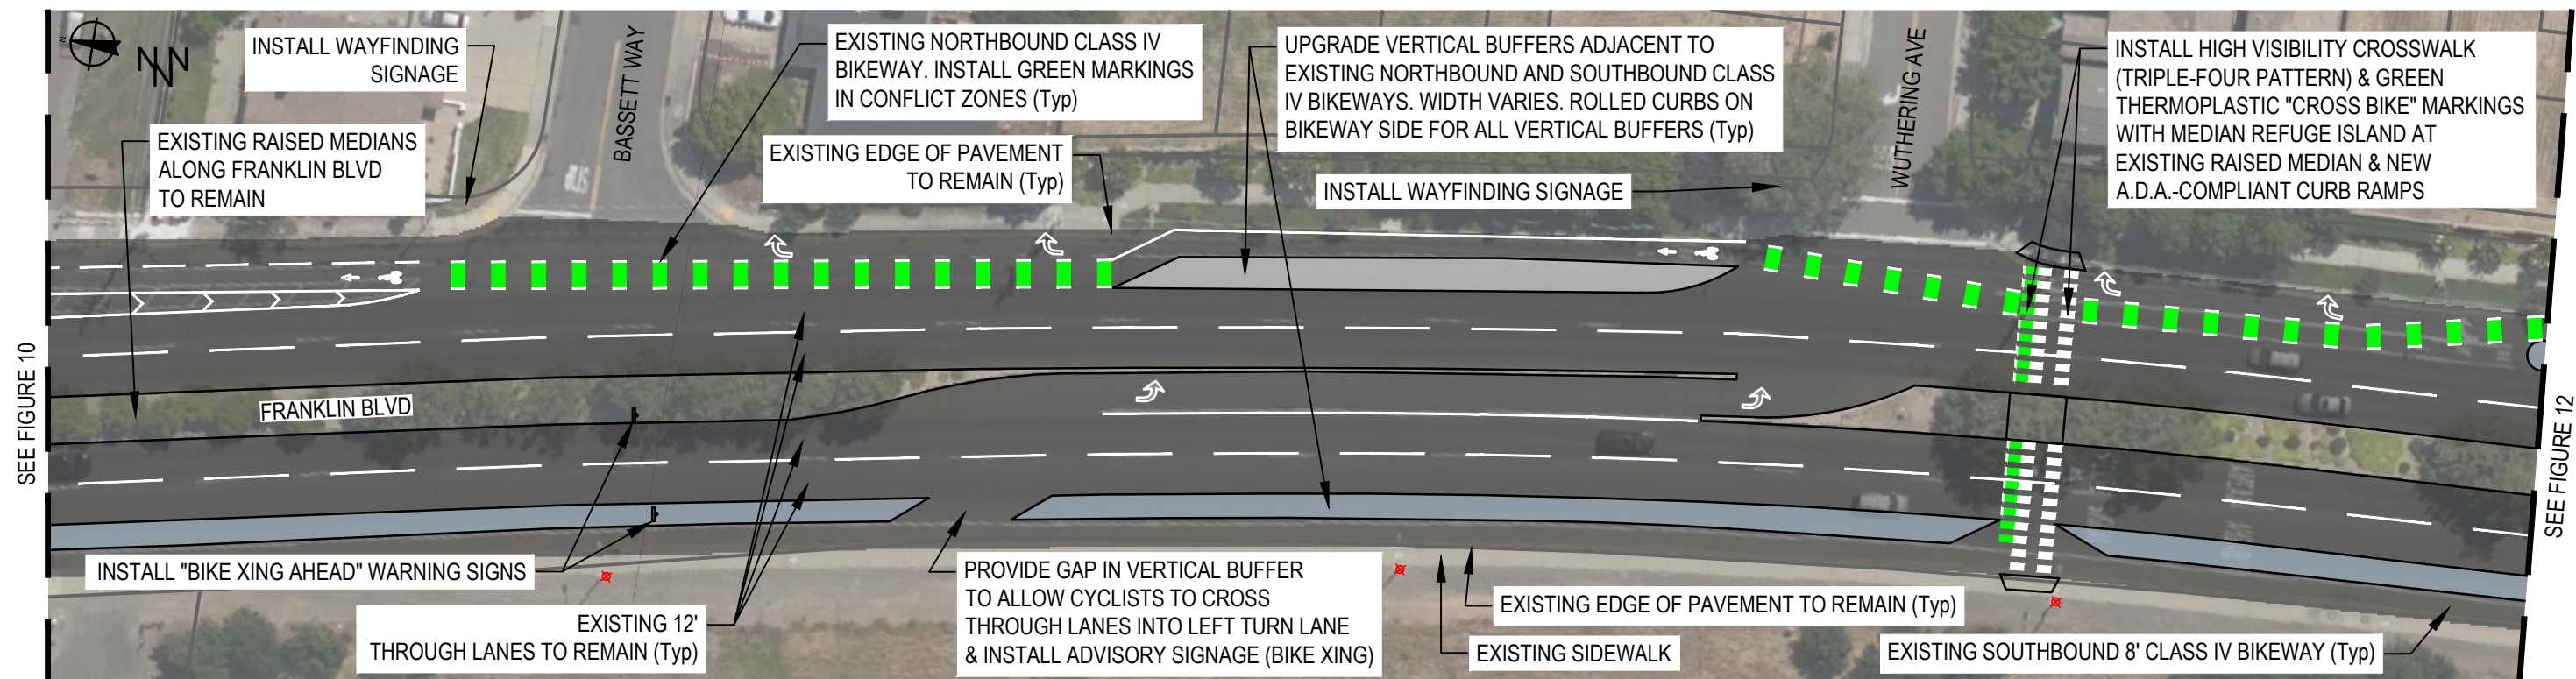 N
INSTALL WAYFINDING
SIGNAGE
BASSETT WAY
EXISTING NORTHBOUND CLASS IV
BIKEWAY. INSTALL GREEN MARKINGS
IN CONFLICT ZONES (Typ)
UPGRADE VERTICAL BUFFERS ADJACENT TO
EXISTING NORTHBOUND AND SOUTHBOUND CLASS
IV BIKEWAYS. WIDTH VARIES. ROLLED CURBS ON
BIKEWAY SIDE FOR ALL VERTICAL BUFFERS (Typ)
WUTHERING AVE
INSTALL HIGH VISIBILITY CROSSWALK
(TRIPLE-FOUR PATTERN) & GREEN
THERMOPLASTIC "CROSS BIKE" MARKINGS
WITH MEDIAN REFUGE ISLAND AT
EXISTING RAISED MEDIAN & NEW
A.D.A.-COMPLIANT CURB RAMPS
EXISTING RAISED MEDIANS
ALONG FRANKLIN BLVD
TO REMAIN
EXISTING EDGE OF PAVEMENT
TO REMAIN (Typ)
INSTALL WAYFINDING SIGNAGE
STOP
SEE FIGURE 10
FRANKLIN BLVD
SEE FIGURE 12
INSTALL "BIKE XING AHEAD" WARNING SIGNS
EXISTING 12'
THROUGH LANES TO REMAIN (Typ)
PROVIDE GAP IN VERTICAL BUFFER
TO ALLOW CYCLISTS TO CROSS
THROUGH LANES INTO LEFT TURN LANE
& INSTALL ADVISORY SIGNAGE (BIKE XING)
EXISTING EDGE OF PAVEMENT TO REMAIN (Typ)
EXISTING SIDEWALK
EXISTING SOUTHBOUND 8' CLASS IV BIKEWAY (Typ)